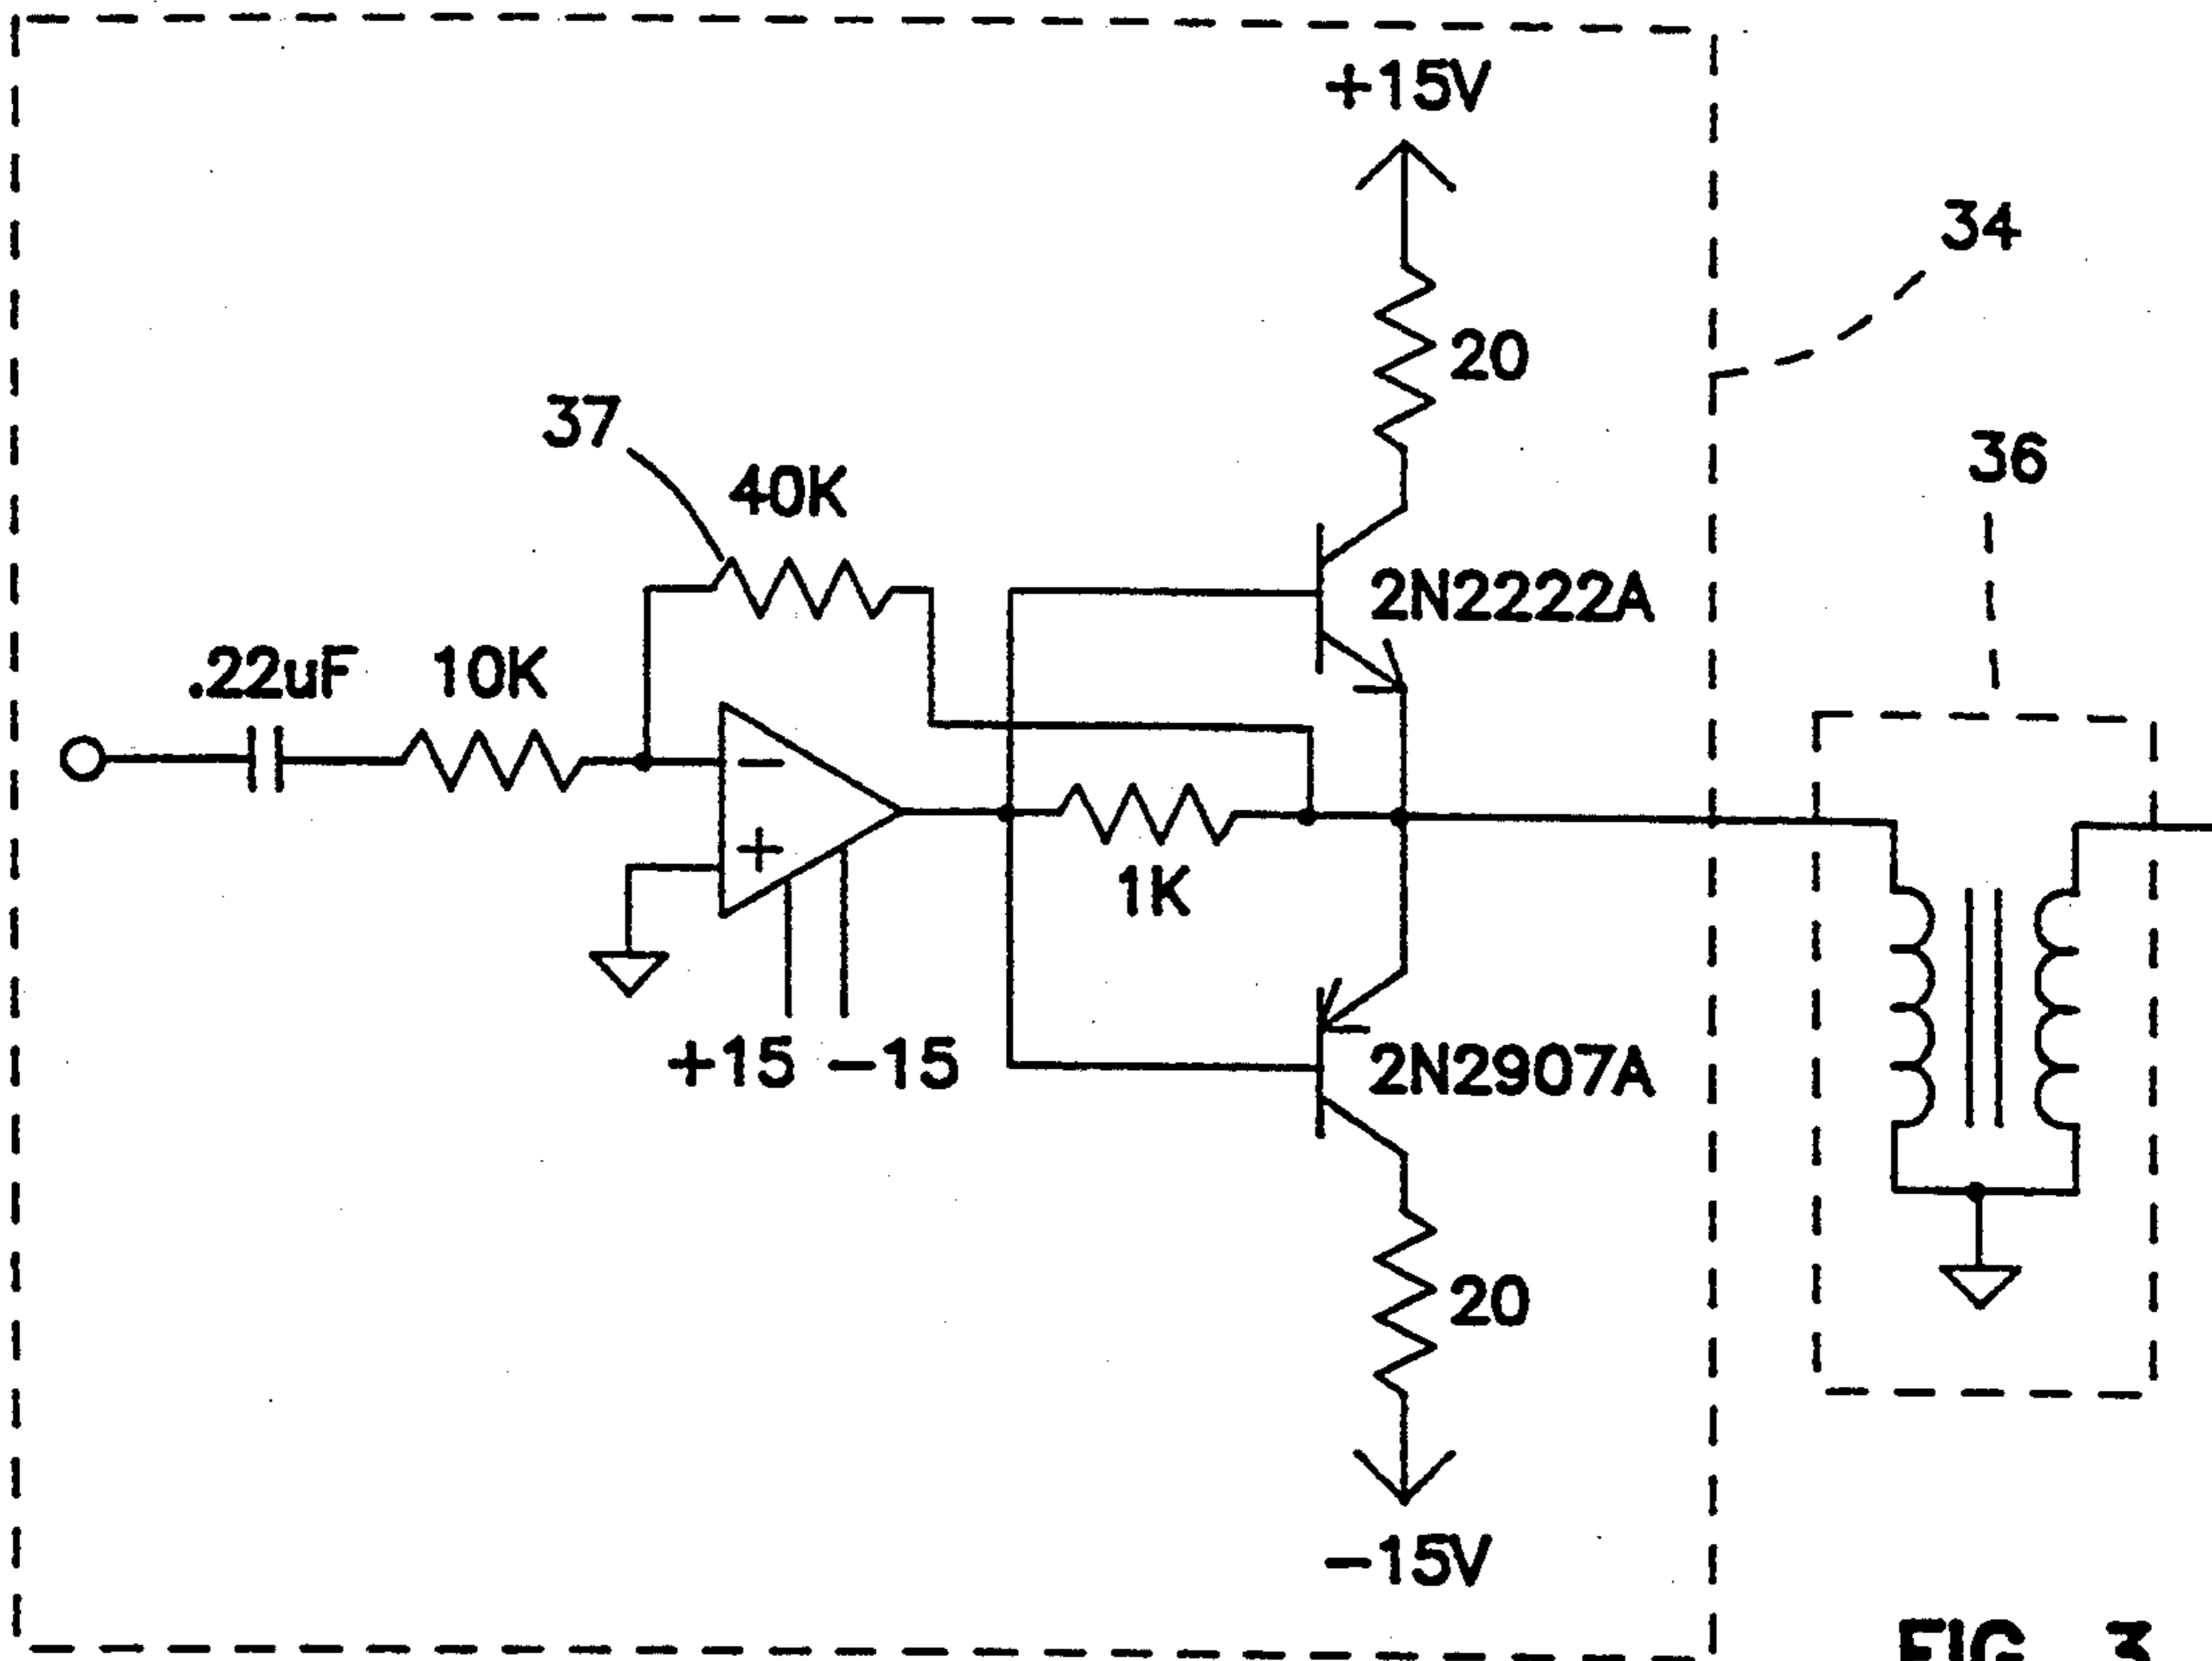 +15V
34
20
37
36
40K
2N2222A
.22uF
10K
−
+
1K
+15
−15
2N2907A
20
−15V
FIG. 3